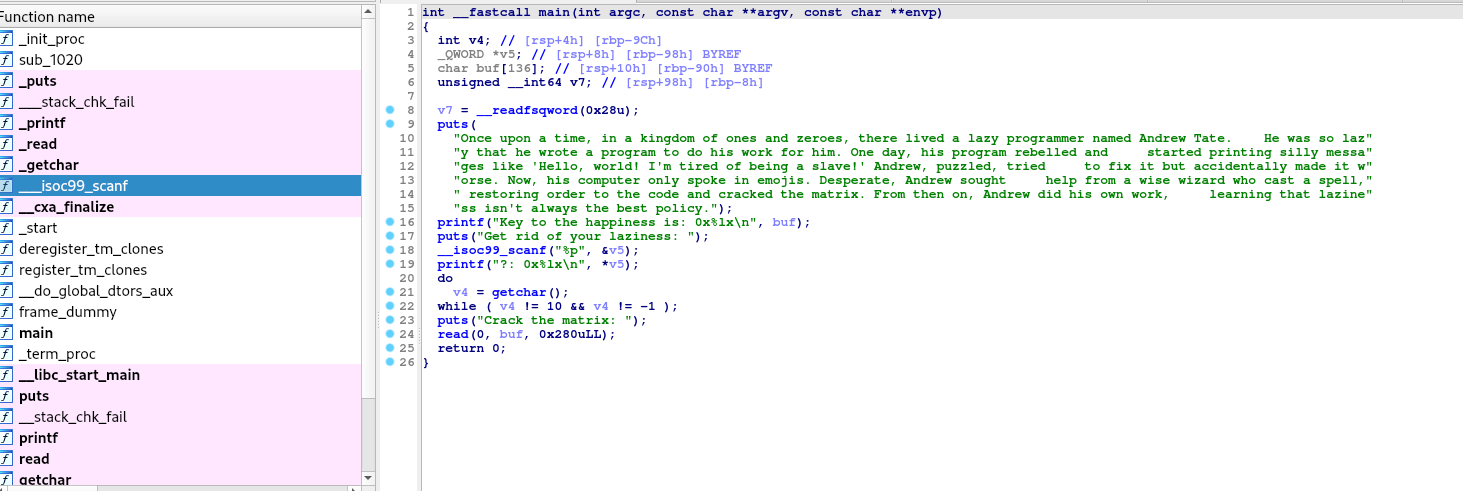 Function name
f _init_proc
f sub_1020
f _puts
f ___stack_chk_fail
f _printf
f _read
f _getchar
f ___isoc99_scanf
f __cxa_finalize
f _start
f deregister_tm_clones
f register_tm_clones
f __do_global_dtors_aux
f frame_dummy
f main
f _term_proc
f __libc_start_main
f puts
f __stack_chk_fail
f printf
f read
f getchar
1 int __fastcall main(int argc, const char **argv, const char **envp)
2 {
3 int v4; // [rsp+4h] [rbp-9Ch]
4 _QWORD *v5; // [rsp+8h] [rbp-98h] BYREF
5 char buf[136]; // [rsp+10h] [rbp-90h] BYREF
6 unsigned __int64 v7; // [rsp+98h] [rbp-8h]
7
8 v7 = __readfsqword(0x28u);
9 puts(
10 "Once upon a time, in a kingdom of ones and zeroes, there lived a lazy programmer named Andrew Tate.    He was so laz"
11 "y that he wrote a program to do his work for him. One day, his program rebelled and     started printing silly messa"
12 "ges like 'Hello, world! I'm tired of being a slave!' Andrew, puzzled, tried     to fix it but accidentally made it w"
13 "orse. Now, his computer only spoke in emojis. Desperate, Andrew sought     help from a wise wizard who cast a spell,"
14 " restoring order to the code and cracked the matrix. From then on, Andrew did his own work,     learning that lazine"
15 "ss isn't always the best policy.");
16 printf("Key to the happiness is: 0x%lx\n", buf);
17 puts("Get rid of your laziness: ");
18 __isoc99_scanf("%p", &v5);
19 printf("?: 0x%lx\n", *v5);
20 do
21 v4 = getchar();
22 while ( v4 != 10 && v4 != -1 );
23 puts("Crack the matrix: ");
24 read(0, buf, 0x280uLL);
25 return 0;
26 }